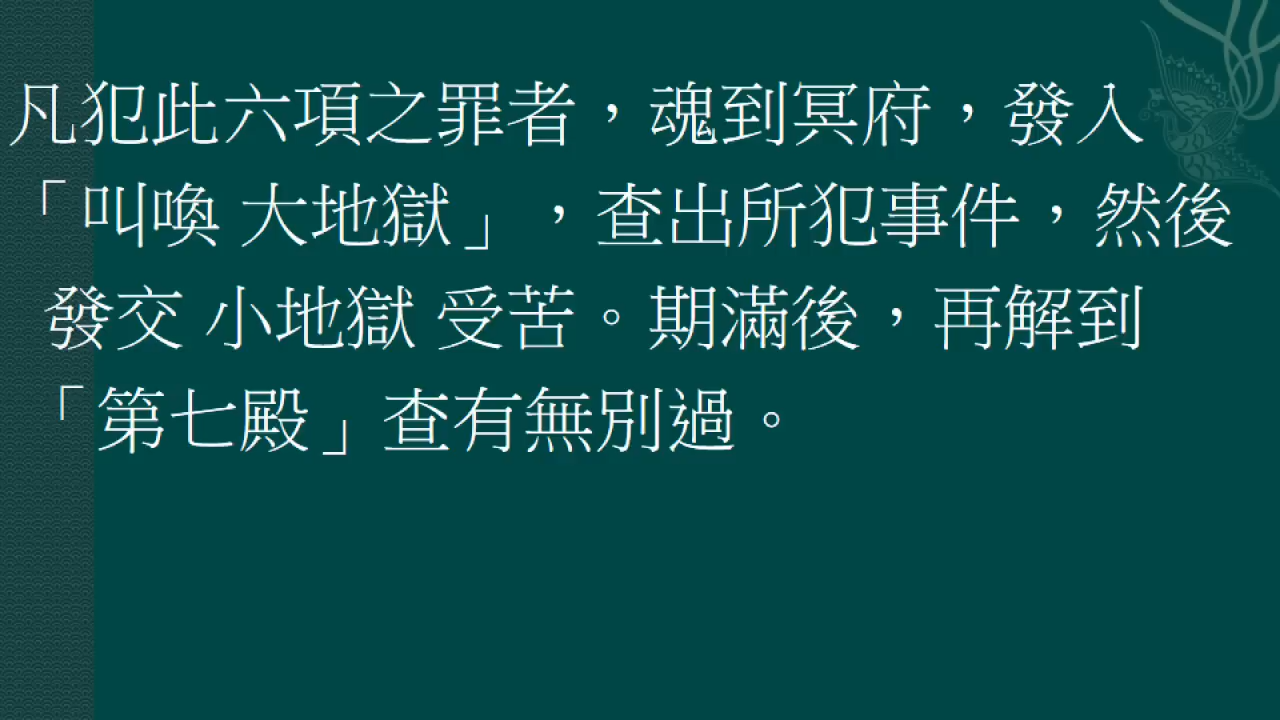 凡犯此六項之罪者，魂到冥府，發入
「叫喚 大地獄」，查出所犯事件，然後
發交 小地獄 受苦。期滿後，再解到
「第七殿」查有無別過。